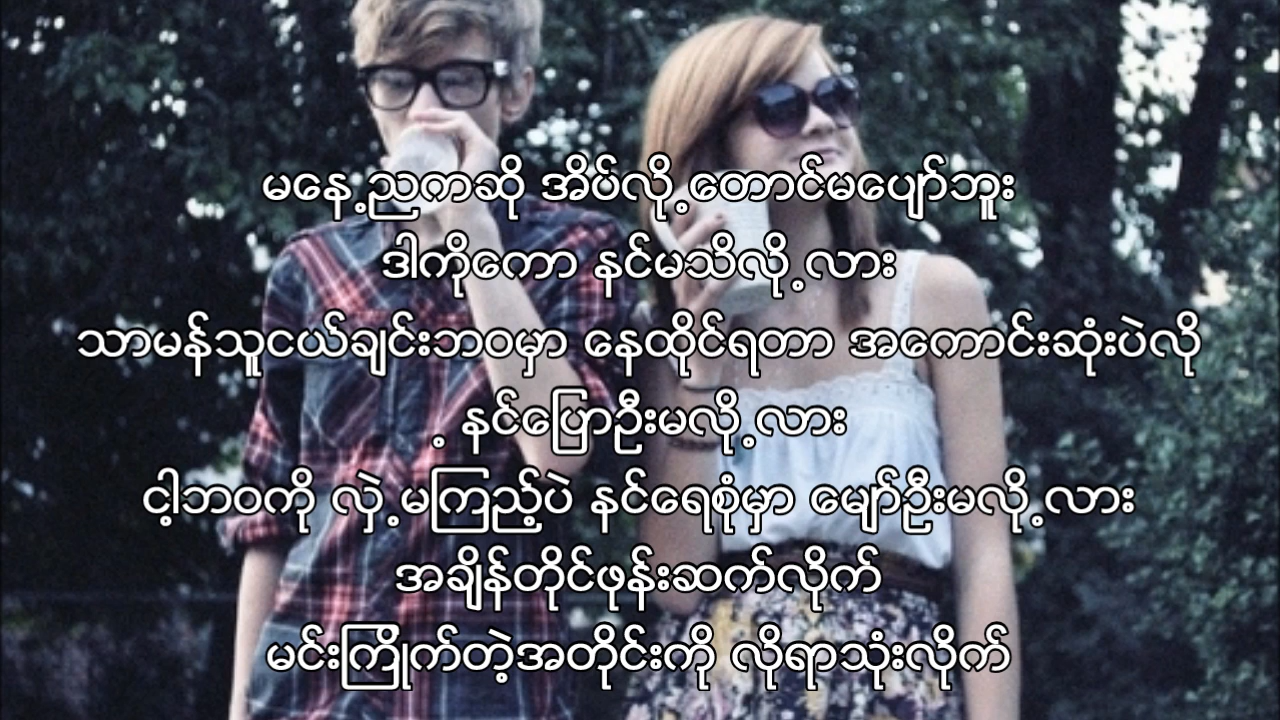 မနေ့ညကဆို အိပ်လို့တောင်မပျော်ဘူး
ဒါကိုကော နင်မသိလို့လား
သာမန်သူငယ်ချင်းဘဝမှာ နေထိုင်ရတာ အကောင်းဆုံးပဲလို
့ နင်ပြောဦးမလို့လား
ငါ့ဘဝကို လှဲ့မကြည့်ပဲ နင်ရေစုံမှာ မျော်ဦးမလို့လား
အချိန်တိုင်ဖုန်းဆက်လိုက်
မင်းကြိုက်တဲ့အတိုင်းကို လိုရာသုံးလိုက်